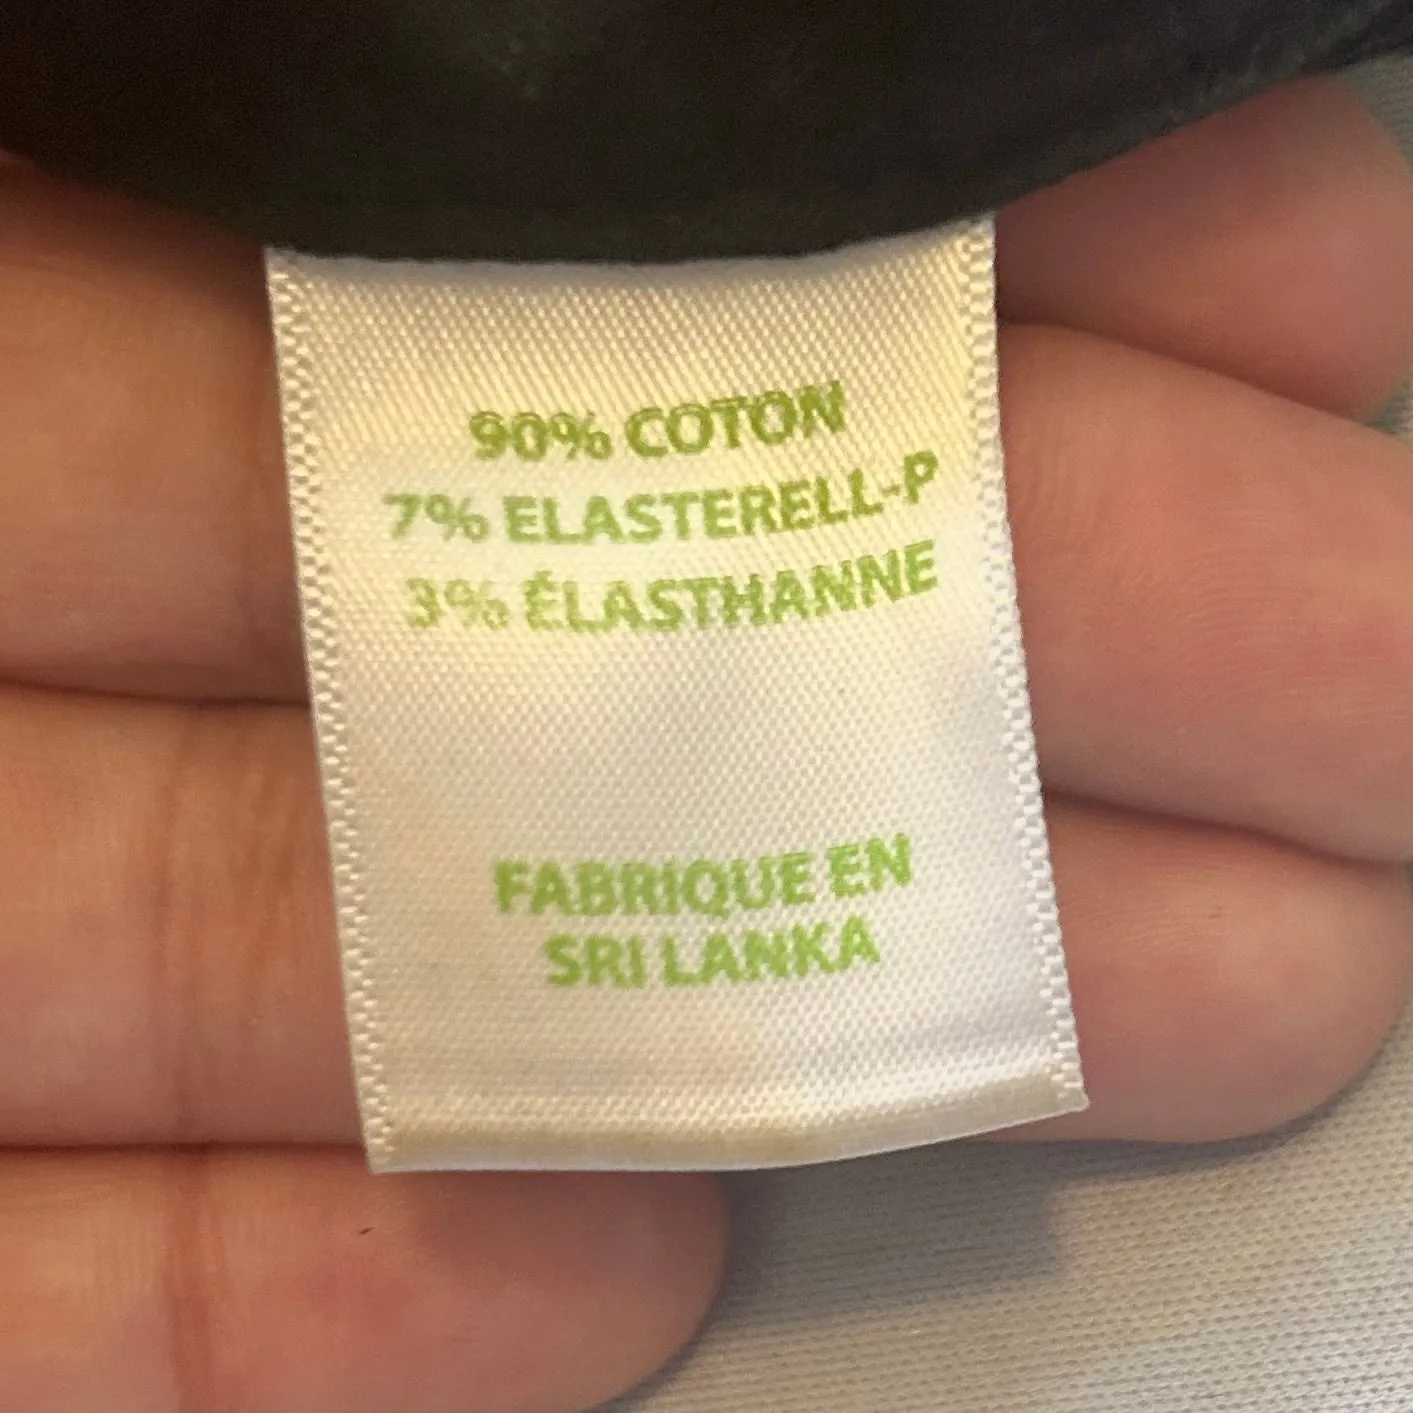 90% COTON
7% ELASTERELL-P
3% ÉLASTHANNE
FABRIQUE EN
SRI LANKA